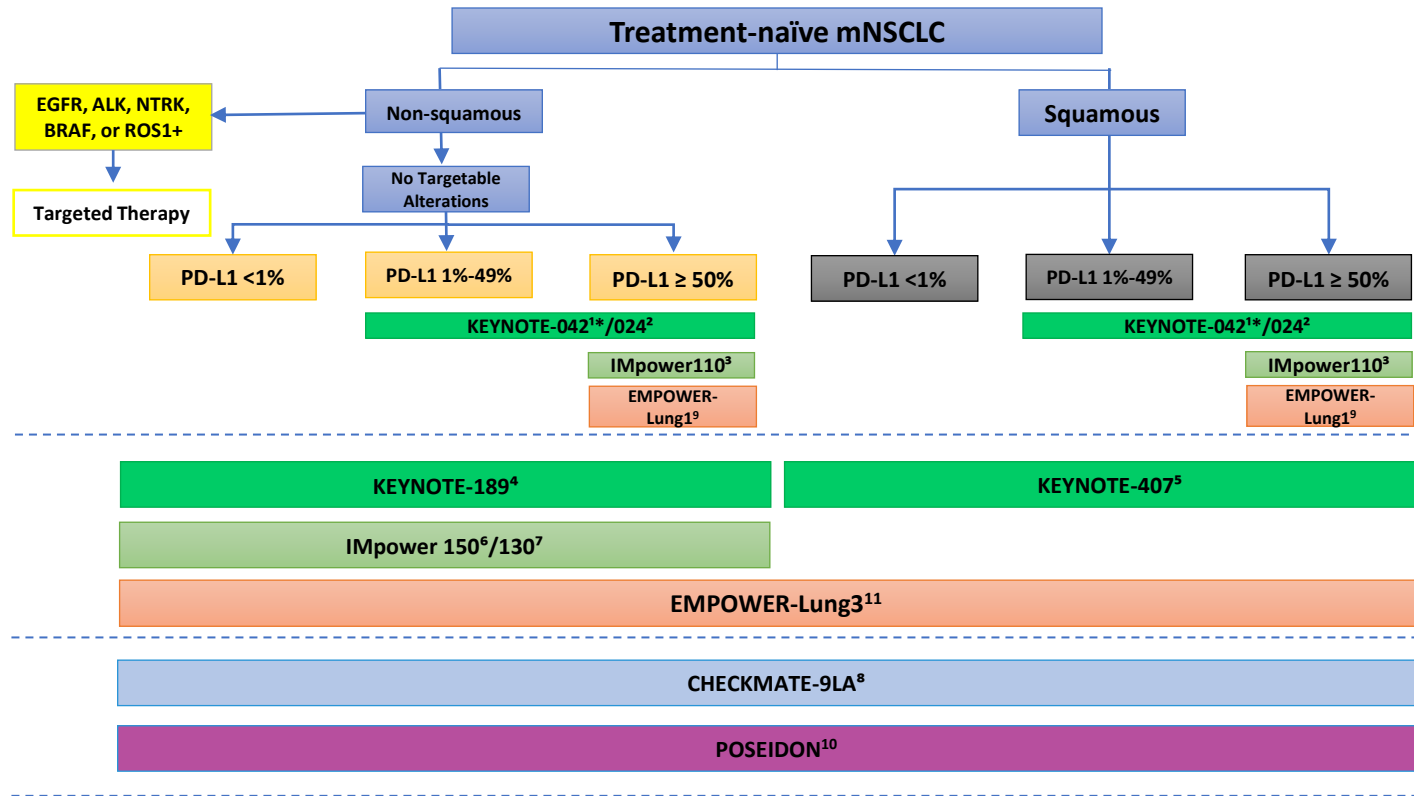 Treatment-naïve mNSCLC
EGFR, ALK, NTRK,
BRAF, or ROS1+
Non-squamous
Squamous
No Targetable
Alterations
Targeted Therapy
PD-L1 <1%
PD-L1 1%-49%
PD-L1 ≥ 50%
PD-L1 <1%
PD-L1 1%-49%
PD-L1 ≥ 50%
KEYNOTE-042¹*/024²
KEYNOTE-042¹*/024²
IMpower110³
IMpower110³
EMPOWER-
Lung1⁹
EMPOWER-
Lung1⁹
KEYNOTE-189⁴
KEYNOTE-407⁵
IMpower 150⁶/130⁷
EMPOWER-Lung3¹¹
CHECKMATE-9LA⁸
POSEIDON¹⁰